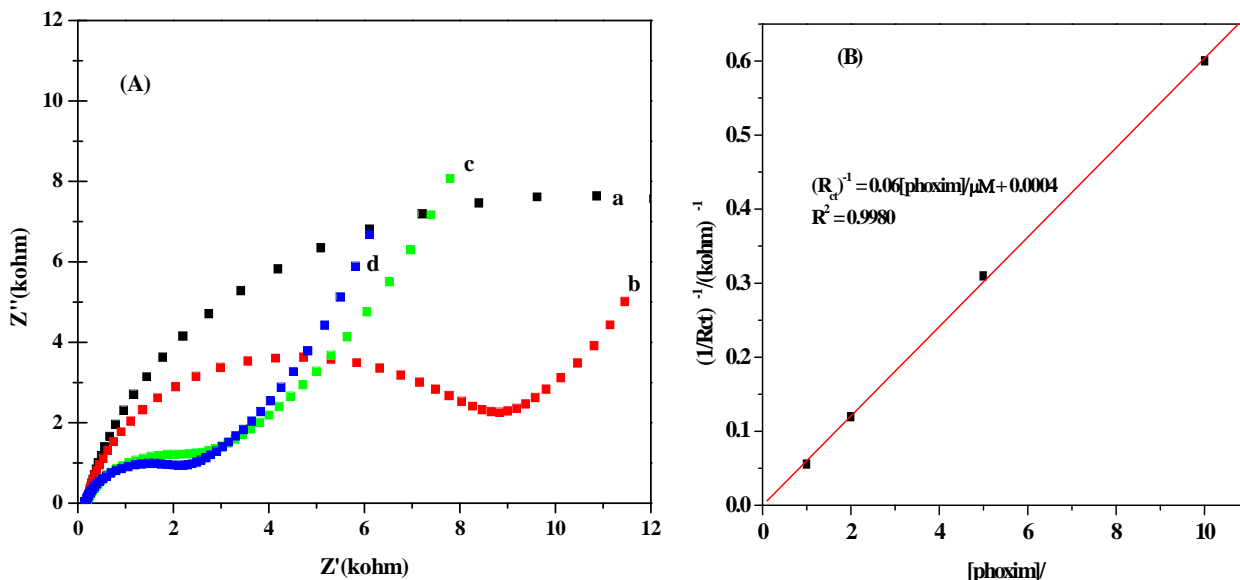 (A)
12
10
8
6
4
2
0
0 2 4 6 8 10 12
Z''(kohm)
Z'(kohm)
c
a
d
b
(B)
0.6
0.5
0.4
0.3
0.2
0.1
0.0
0 2 4 6 8 10
(R_ct)^-1 = 0.06[phoxim]/μM + 0.0004
R^2 = 0.9980
(1/Rct)^-1/(kohm)^-1
[phoxim]/